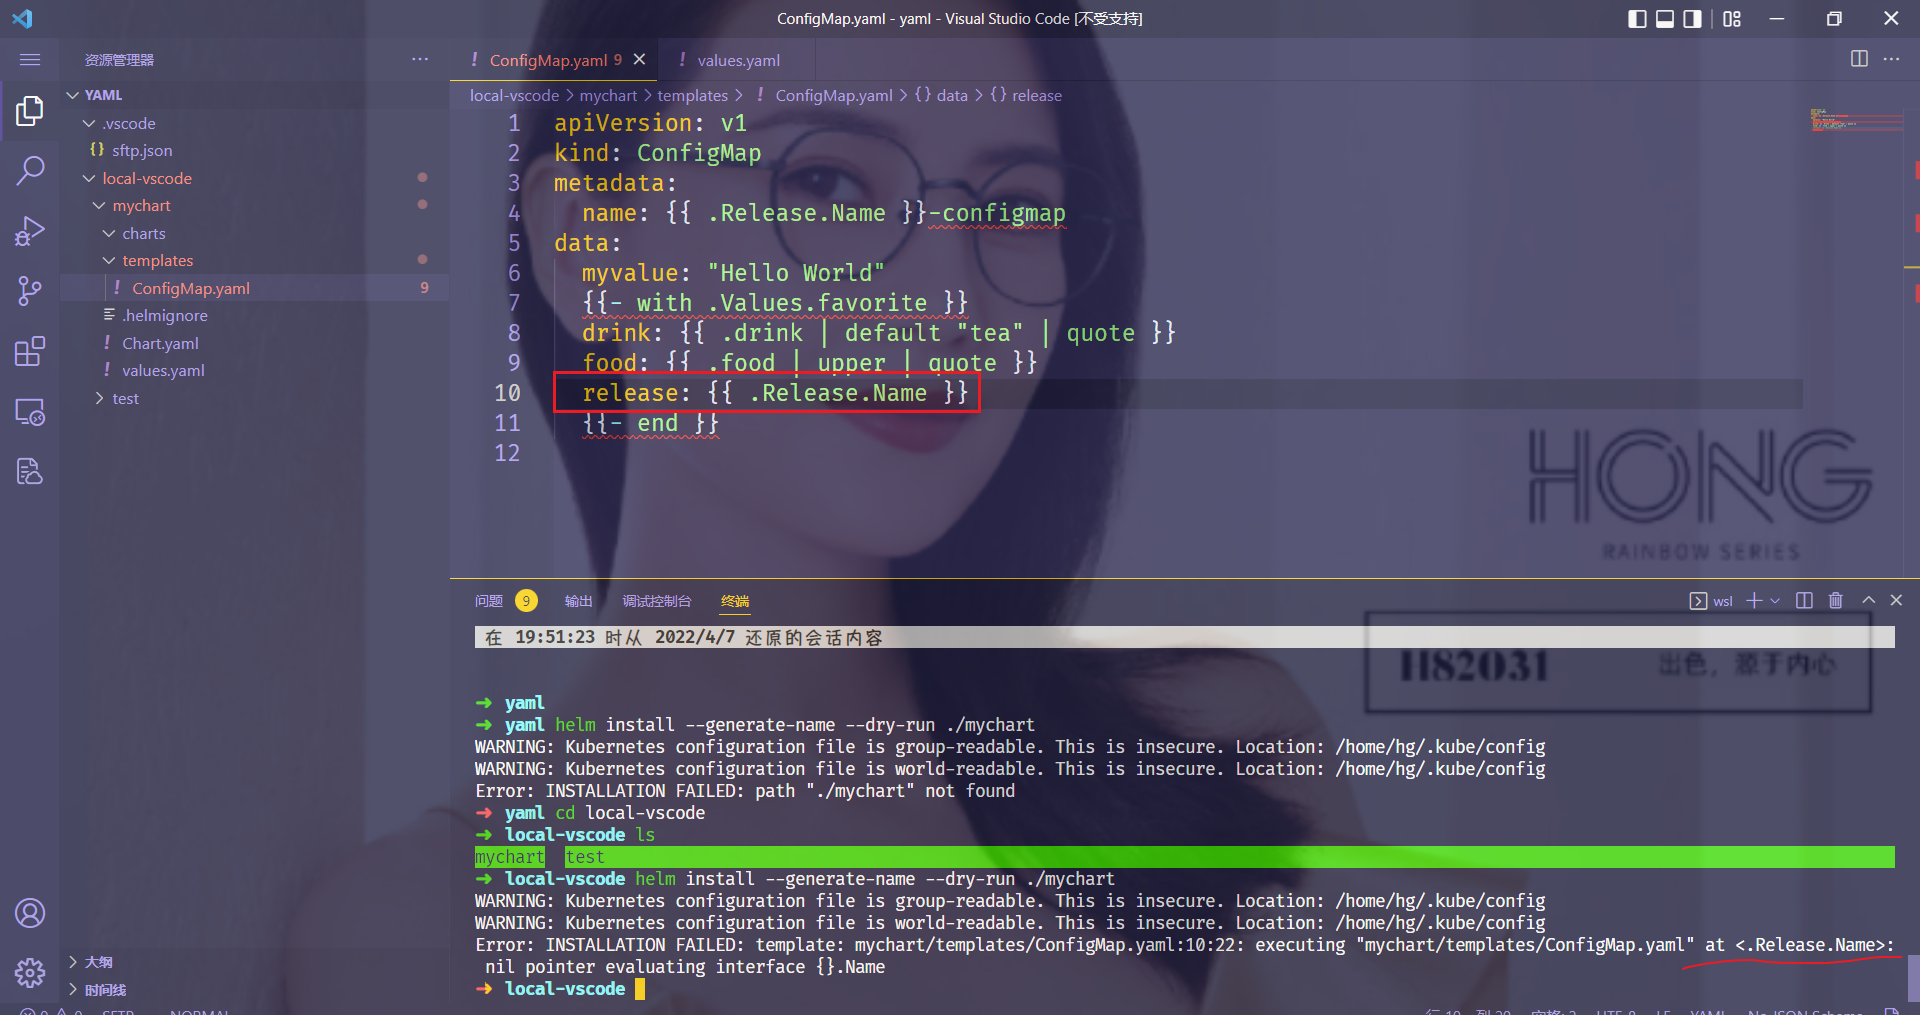 ConfigMap.yaml - yaml - Visual Studio Code [不受支持]
资源管理器
YAML
.vscode
{} sftp.json
local-vscode
mychart
charts
templates
! ConfigMap.yaml 9
.helmignore
! Chart.yaml
! values.yaml
test
大纲
时间线
! ConfigMap.yaml 9
! values.yaml
local-vscode > mychart > templates > ! ConfigMap.yaml > {} data > {} release
1 apiVersion: v1
2 kind: ConfigMap
3 metadata:
4 name: {{ .Release.Name }}-configmap
5 data:
6 myvalue: "Hello World"
7 {{- with .Values.favorite }}
8 drink: {{ .drink | default "tea" | quote }}
9 food: {{ .food | upper | quote }}
10 release: {{ .Release.Name }}
11 {{- end }}
12
HONG
RAINBOW SERIES
H82031 出色，源于内心
问题 9 输出 调试控制台 终端
wsl
在 19:51:23 时从 2022/4/7 还原的会话内容
➜ yaml
➜ yaml helm install --generate-name --dry-run ./mychart
WARNING: Kubernetes configuration file is group-readable. This is insecure. Location: /home/hg/.kube/config
WARNING: Kubernetes configuration file is world-readable. This is insecure. Location: /home/hg/.kube/config
Error: INSTALLATION FAILED: path "./mychart" not found
➜ yaml cd local-vscode
➜ local-vscode ls
mychart test
➜ local-vscode helm install --generate-name --dry-run ./mychart
WARNING: Kubernetes configuration file is group-readable. This is insecure. Location: /home/hg/.kube/config
WARNING: Kubernetes configuration file is world-readable. This is insecure. Location: /home/hg/.kube/config
Error: INSTALLATION FAILED: template: mychart/templates/ConfigMap.yaml:10:22: executing "mychart/templates/ConfigMap.yaml" at <.Release.Name>:
nil pointer evaluating interface {}.Name
➜ local-vscode